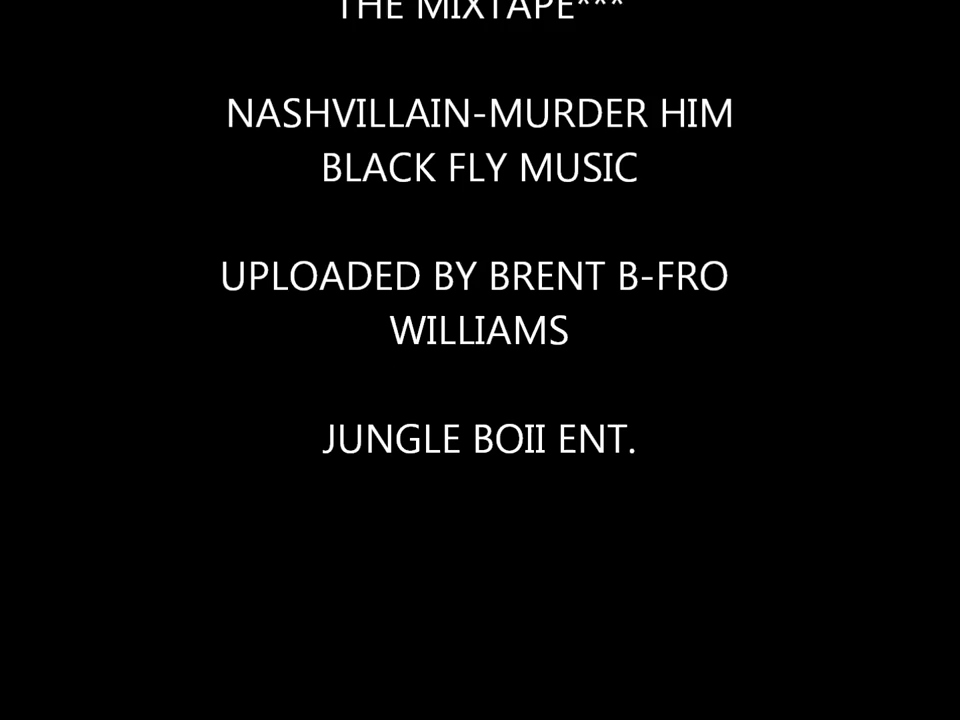 THE MIXTAPE***
NASHVILLAIN-MURDER HIM
BLACK FLY MUSIC
UPLOADED BY BRENT B-FRO
WILLIAMS
JUNGLE BOII ENT.